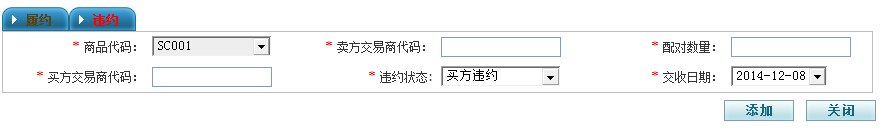 履约 违约
* 商品代码： SC001 * 卖方交易商代码： * 配对数量：
* 买方交易商代码： * 违约状态： 买方违约 * 交收日期： 2014-12-08
添加 关闭